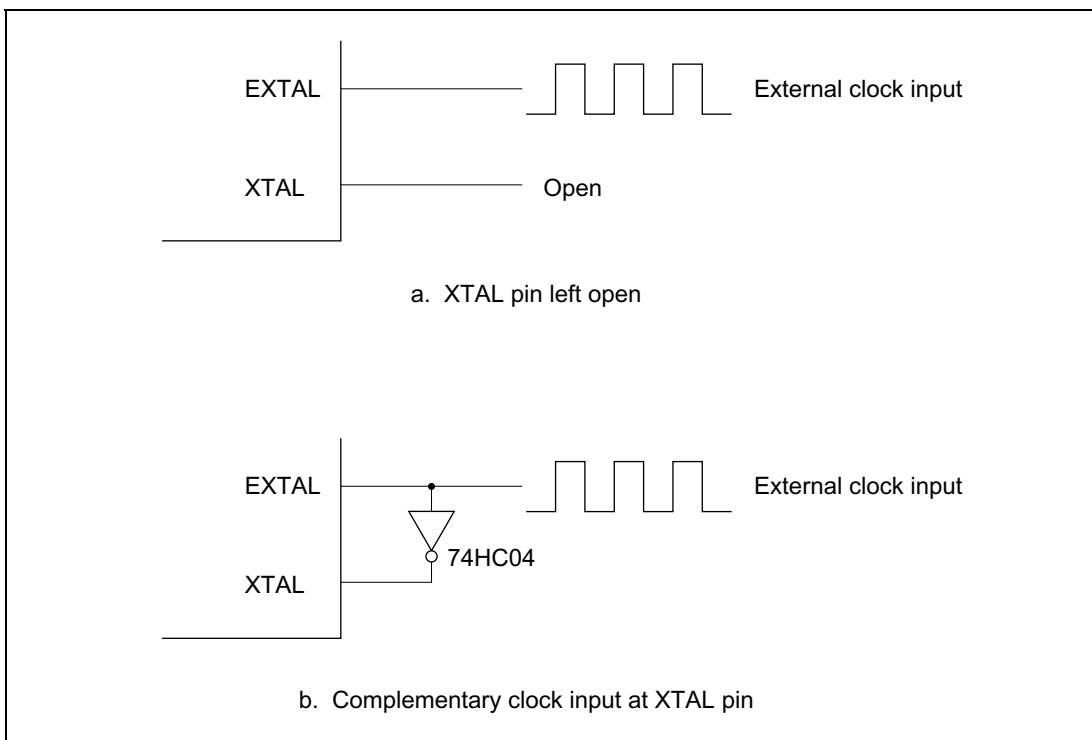 EXTAL
External clock input
XTAL
Open
a. XTAL pin left open
EXTAL
External clock input
74HC04
XTAL
b. Complementary clock input at XTAL pin